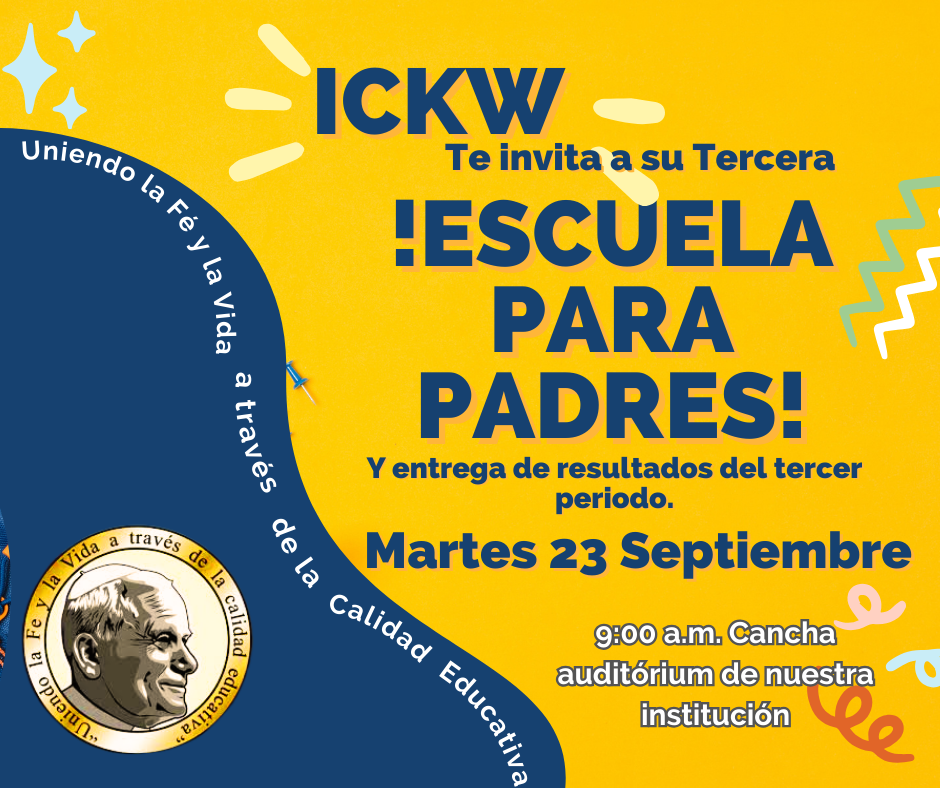 ICKW
Te invita a su Tercera
!ESCUELA
PARA
PADRES!
Y entrega de resultados del tercer
periodo.
Martes 23 Septiembre
9:00 a.m. Cancha
auditórium de nuestra
institución
Uniendo la Fé y la Vida a través de la Calidad Educativa
"Uniendo la Fe y la Vida a través de la calidad educativa"